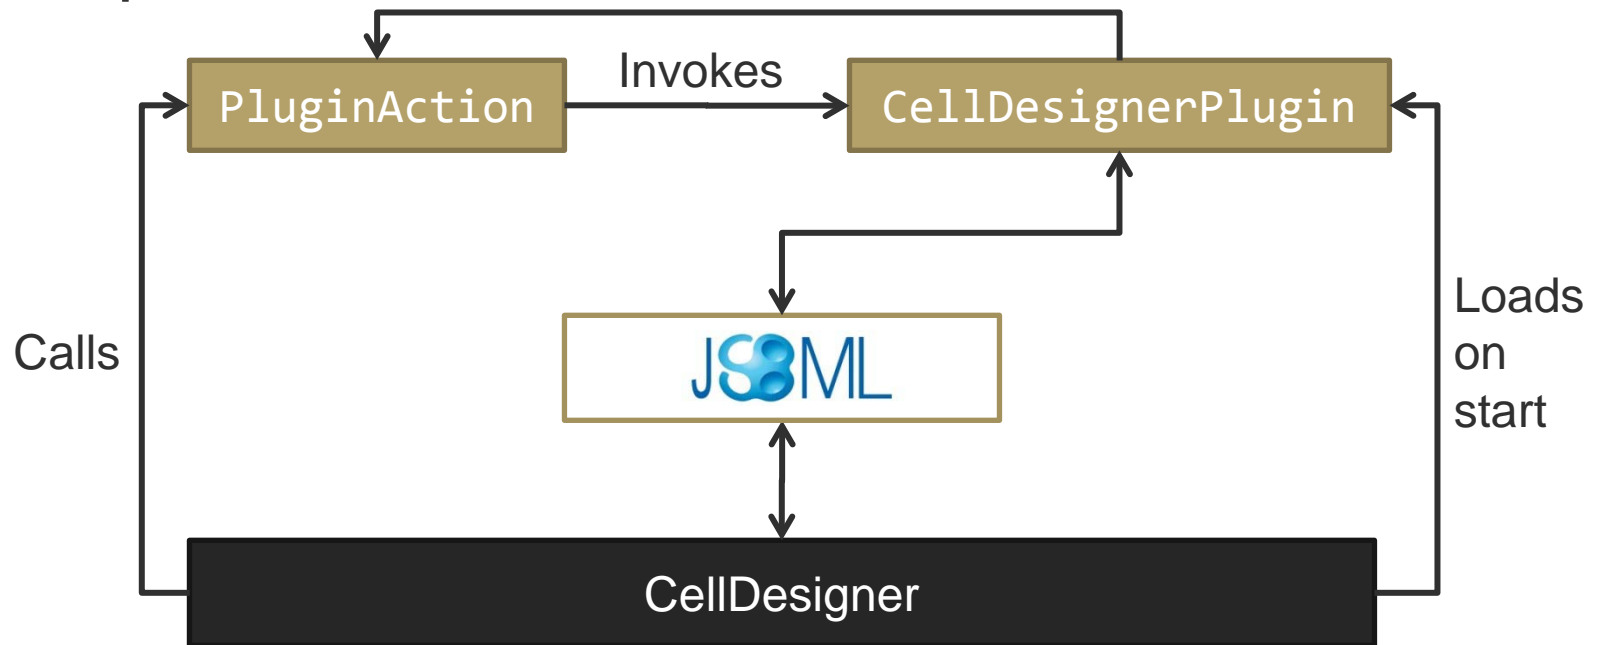 Invokes
PluginAction
CellDesignerPlugin
Calls
JSBML
Loads
on
start
CellDesigner